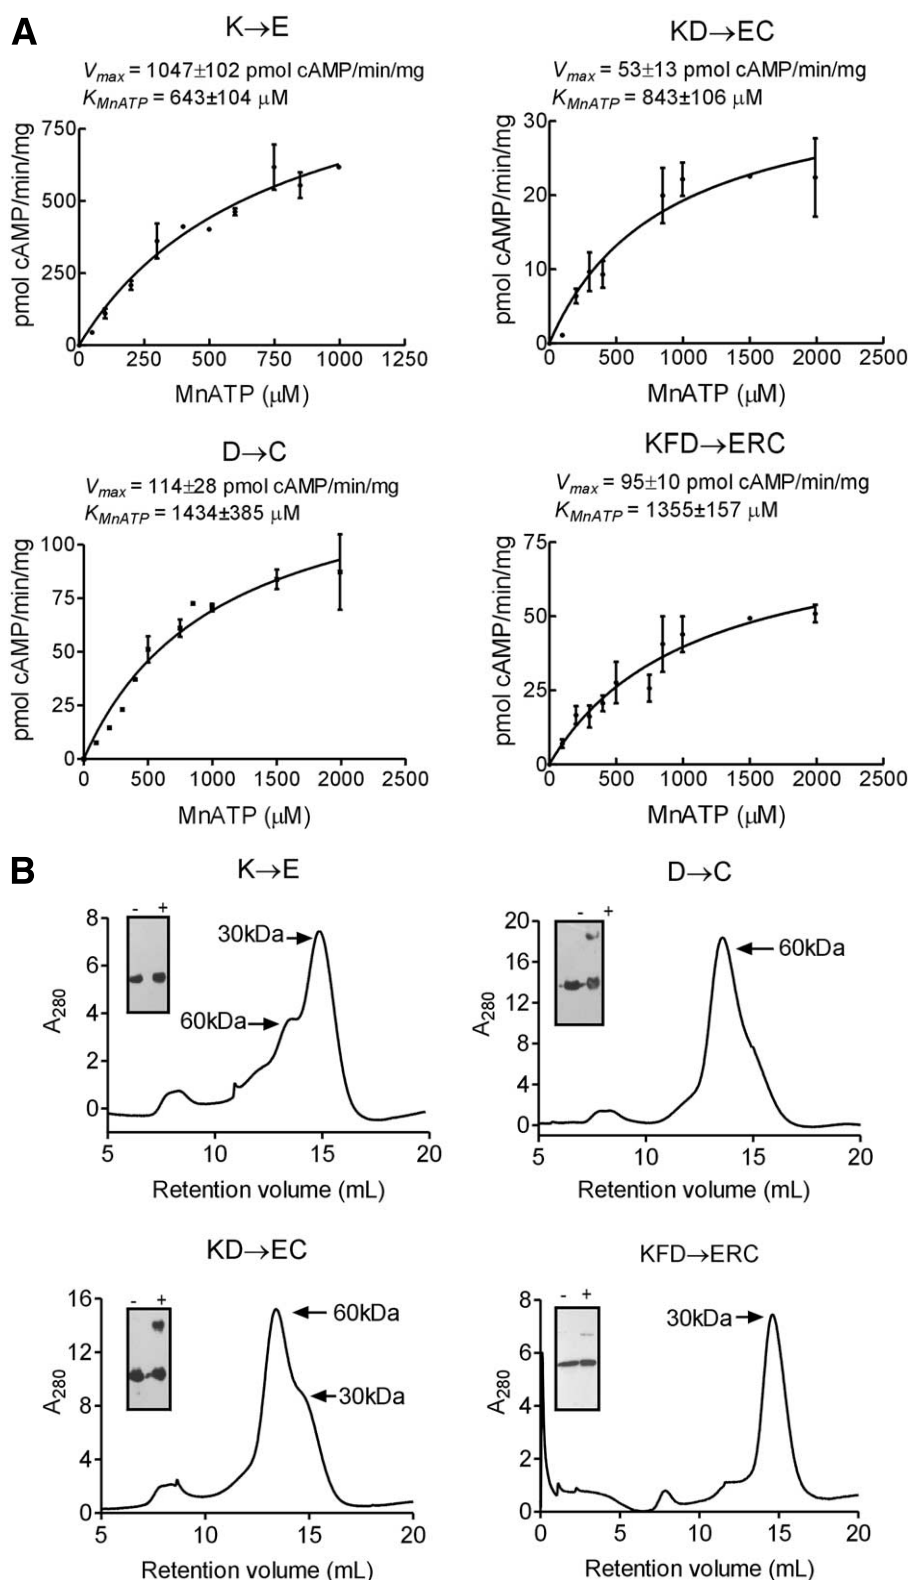 A
K→E
V_max = 1047±102 pmol cAMP/min/mg
K_MnATP = 643±104 μM
pmol cAMP/min/mg
750
500
250
0
0 250 500 750 1000 1250
MnATP (μM)
KD→EC
V_max = 53±13 pmol cAMP/min/mg
K_MnATP = 843±106 μM
pmol cAMP/min/mg
30
20
10
0
0 500 1000 1500 2000 2500
MnATP (μM)
D→C
V_max = 114±28 pmol cAMP/min/mg
K_MnATP = 1434±385 μM
pmol cAMP/min/mg
100
75
50
25
0
0 500 1000 1500 2000 2500
MnATP (μM)
KFD→ERC
V_max = 95±10 pmol cAMP/min/mg
K_MnATP = 1355±157 μM
pmol cAMP/min/mg
75
50
25
0
0 500 1000 1500 2000 2500
MnATP (μM)
B
K→E
- +
30kDa
60kDa
A280
8
6
4
2
0
5 10 15 20
Retention volume (mL)
D→C
- +
60kDa
A280
20
16
12
8
4
0
5 10 15 20
Retention volume (mL)
KD→EC
- +
60kDa
30kDa
A280
16
12
8
4
0
5 10 15 20
Retention volume (mL)
KFD→ERC
- +
30kDa
A280
8
6
4
2
0
0 5 10 15 20
Retention volume (mL)